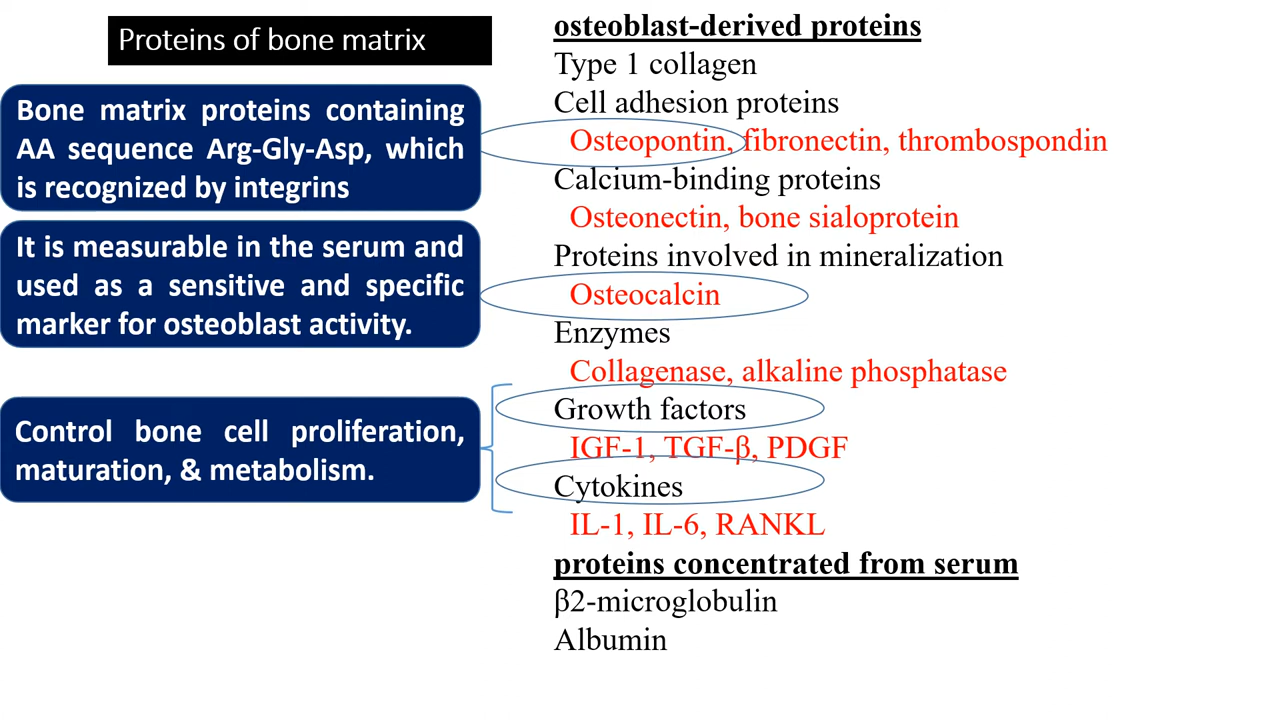 Proteins of bone matrix
Bone matrix proteins containing
AA sequence Arg-Gly-Asp, which
is recognized by integrins
It is measurable in the serum and
used as a sensitive and specific
marker for osteoblast activity.
Control bone cell proliferation,
maturation, & metabolism.
osteoblast-derived proteins
Type 1 collagen
Cell adhesion proteins
Osteopontin, fibronectin, thrombospondin
Calcium-binding proteins
Osteonectin, bone sialoprotein
Proteins involved in mineralization
Osteocalcin
Enzymes
Collagenase, alkaline phosphatase
Growth factors
IGF-1, TGF-β, PDGF
Cytokines
IL-1, IL-6, RANKL
proteins concentrated from serum
β2-microglobulin
Albumin